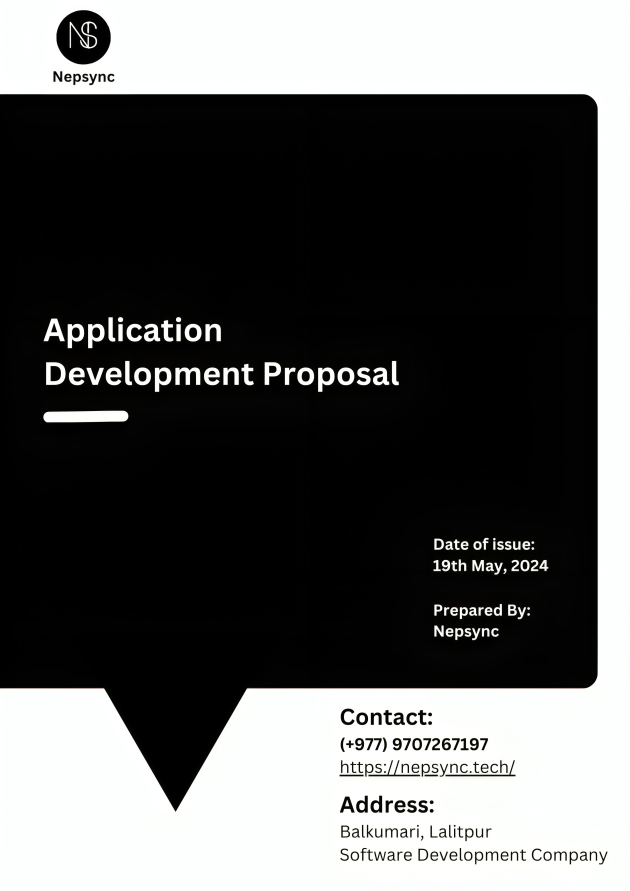 NS
Nepsync
Application
Development Proposal
Date of issue:
19th May, 2024
Prepared By:
Nepsync
Contact:
(+977) 9707267197
https://nepsync.tech/
Address:
Balkumari, Lalitpur
Software Development Company